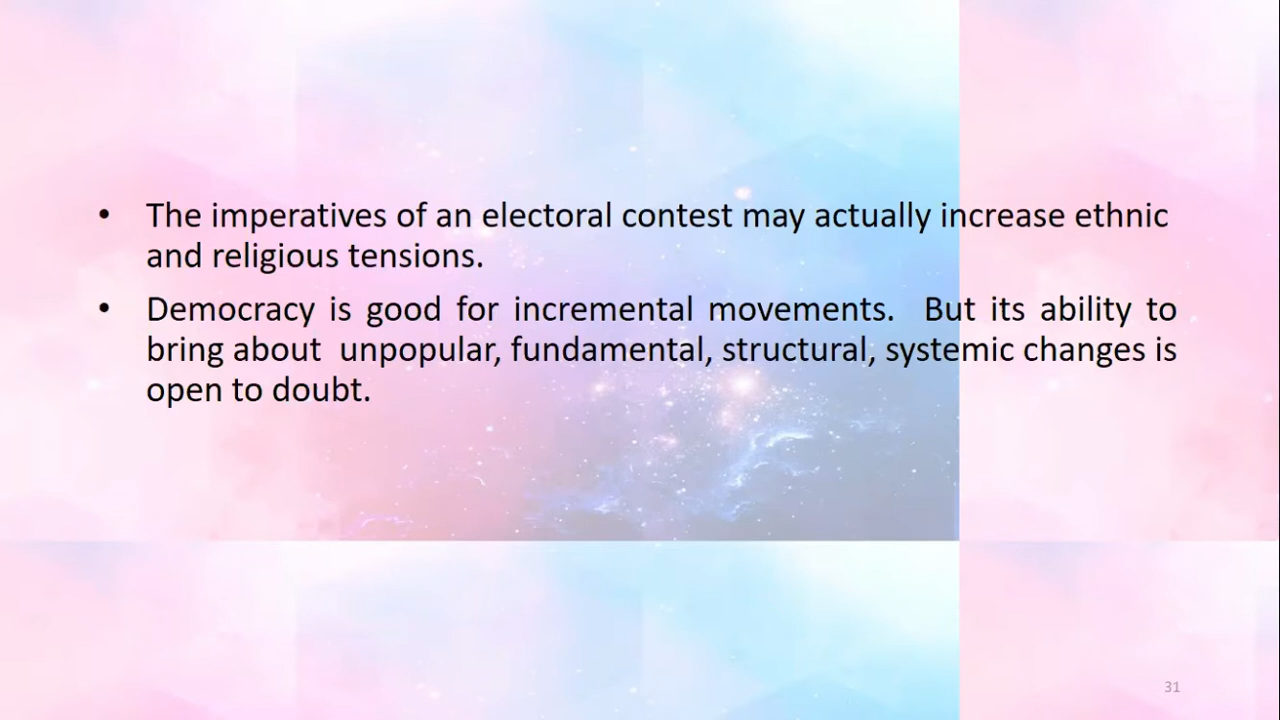 • The imperatives of an electoral contest may actually increase ethnic
and religious tensions.
• Democracy is good for incremental movements.  But its ability to
bring about  unpopular, fundamental, structural, systemic changes is
open to doubt.
31